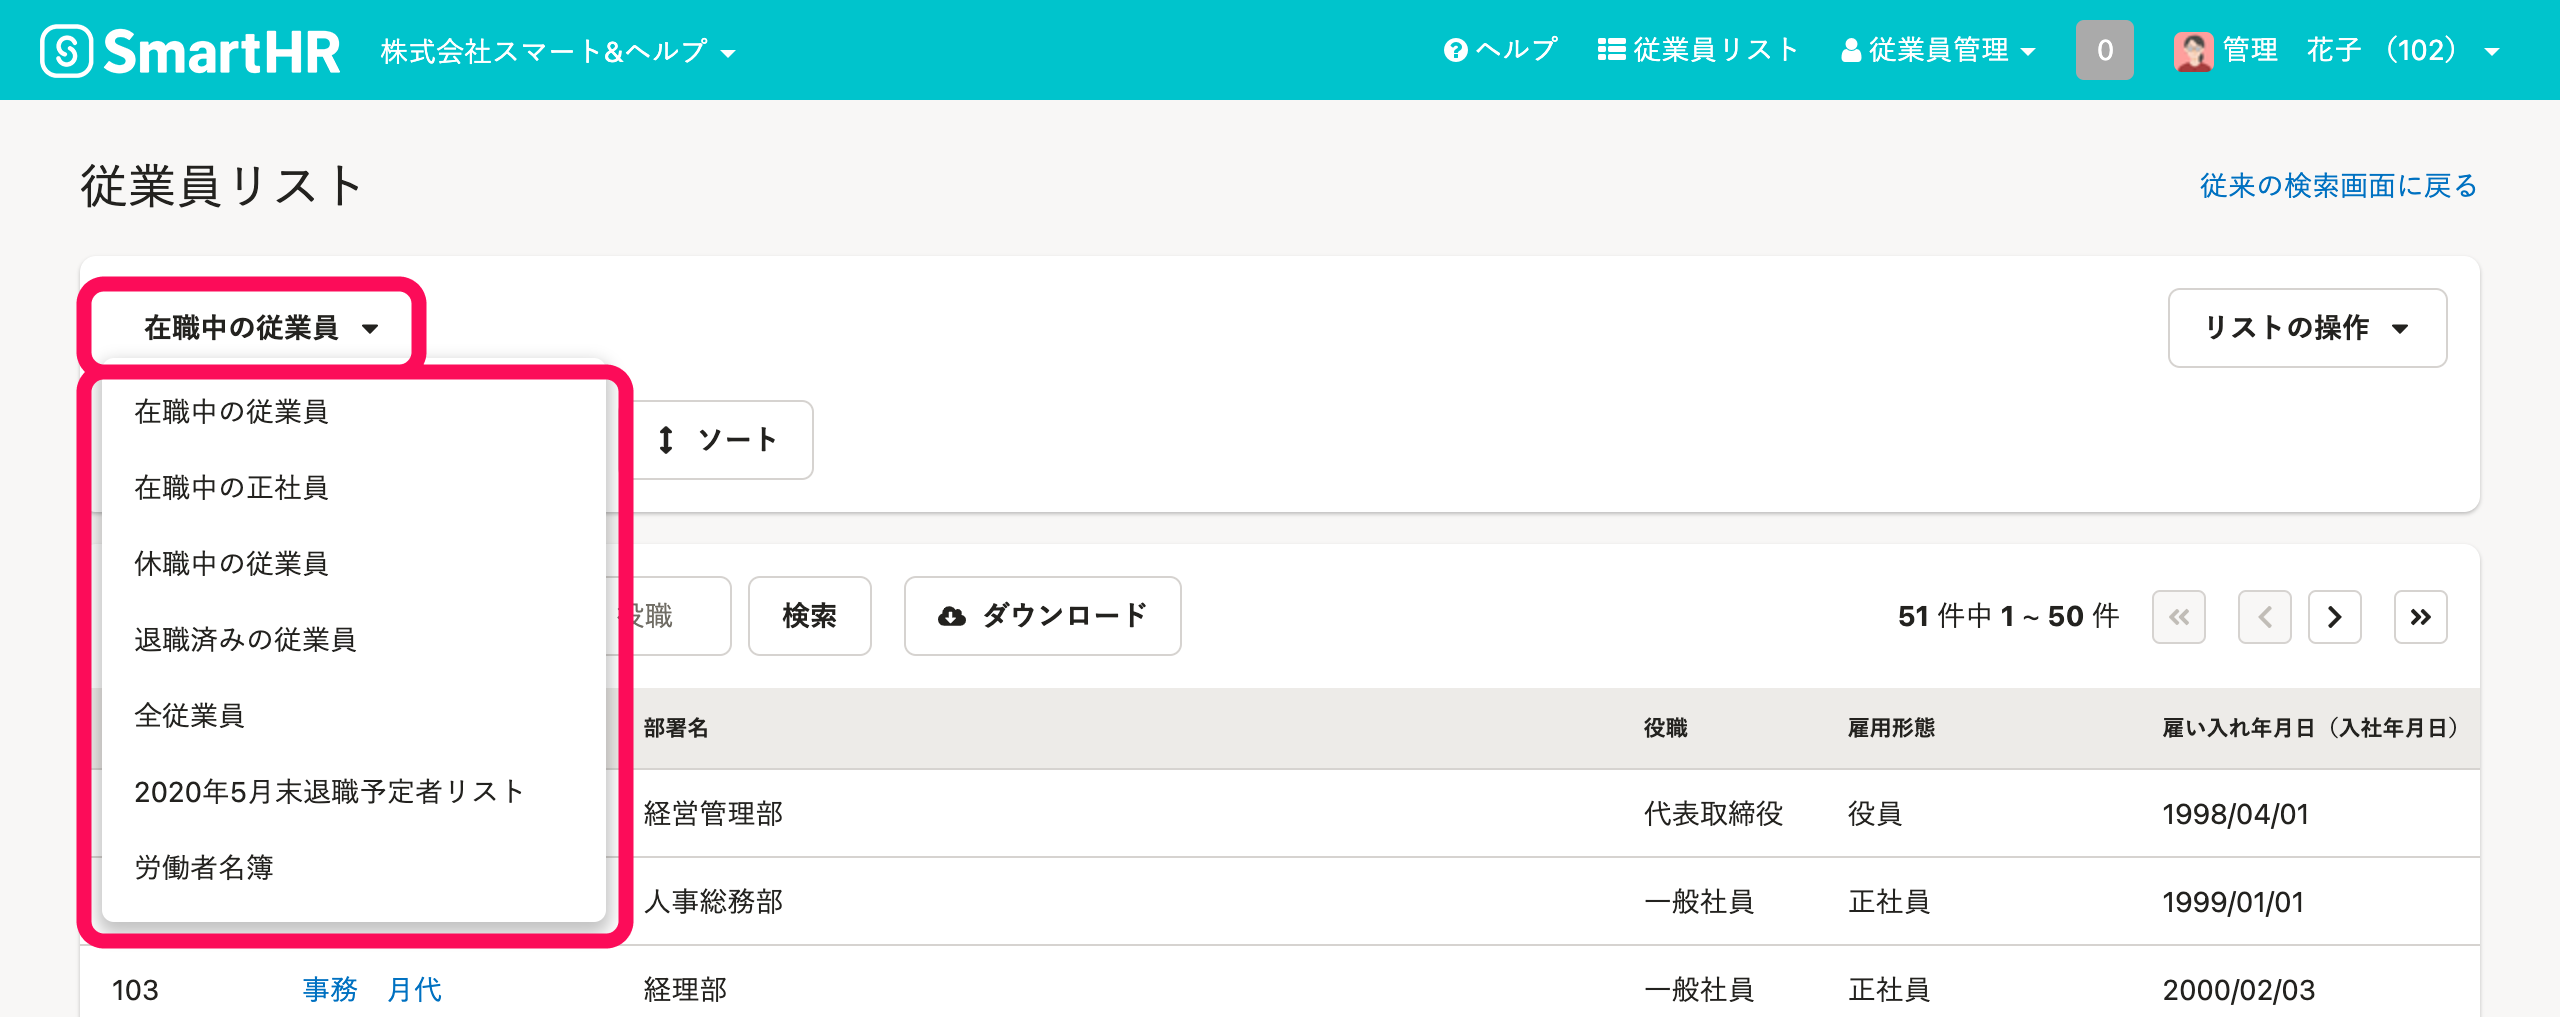 SmartHR 株式会社スマート&ヘルプ ヘルプ 従業員リスト 従業員管理 0 管理 花子 （102）
従業員リスト 従来の検索画面に戻る
在職中の従業員 リストの操作
在職中の従業員
ソート
在職中の正社員
休職中の従業員
役職 検索 ダウンロード 51 件中 1 ~ 50 件
退職済みの従業員
全従業員
部署名 役職 雇用形態 雇い入れ年月日（入社年月日）
2020年5月末退職予定者リスト
経営管理部 代表取締役 役員 1998/04/01
労働者名簿
人事総務部 一般社員 正社員 1999/01/01
103 事務 月代 経理部 一般社員 正社員 2000/02/03